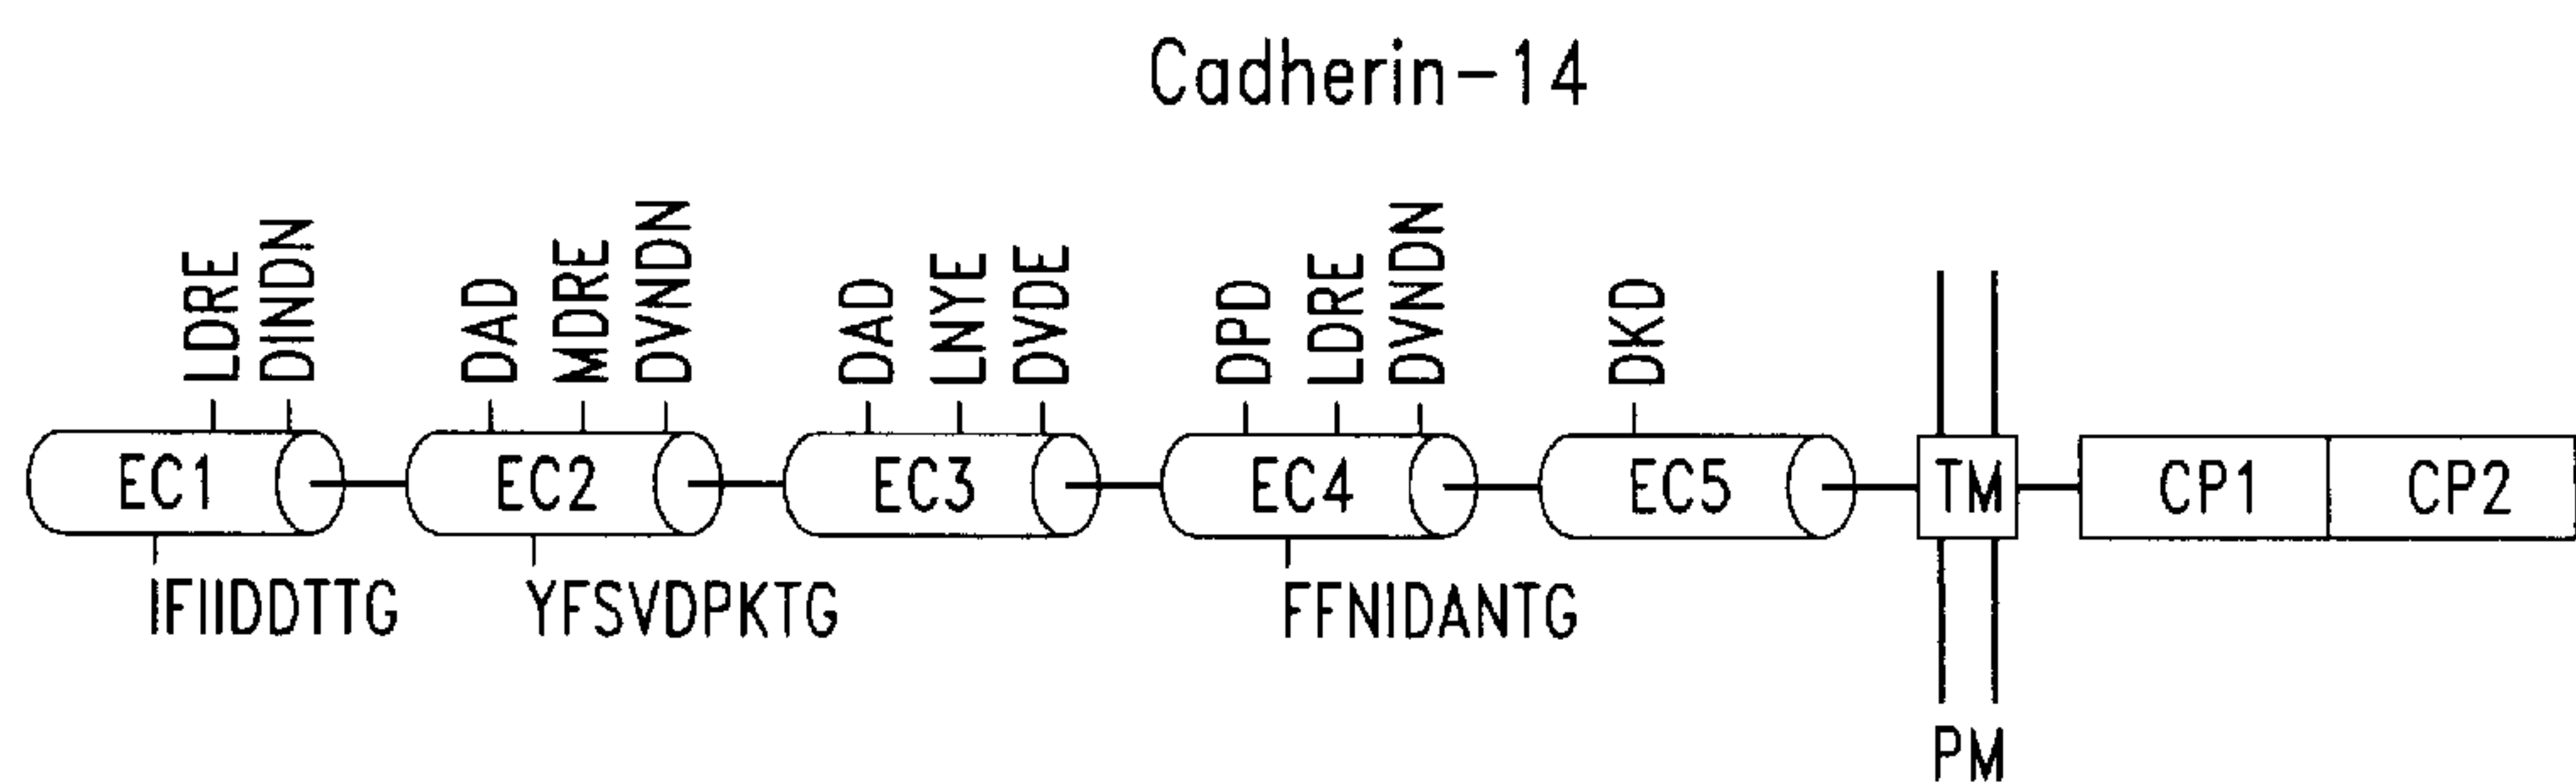 Cadherin-14
LDRE
DINDN
DAD
MDRE
DVNDN
DAD
LNYE
DVDE
DPD
LDRE
DVNDN
DKD
EC1
EC2
EC3
EC4
EC5
TM
CP1
CP2
IFIIDDTTG
YFSVDPKTG
FFNIDANTG
PM